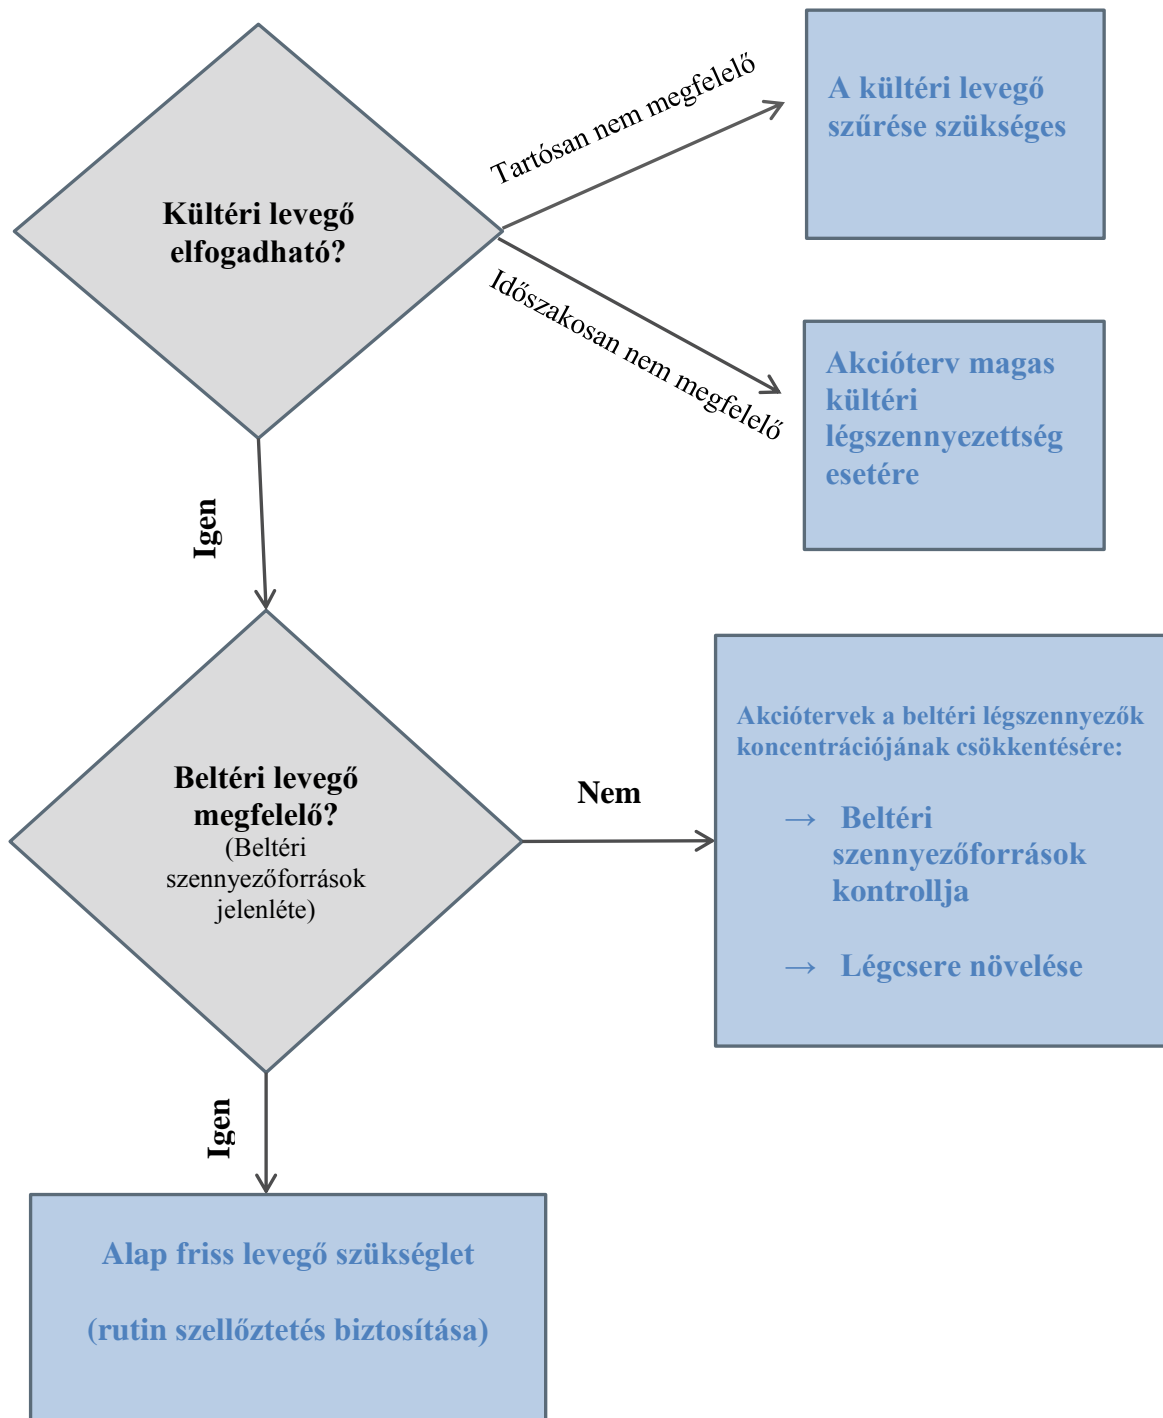 Kültéri levegő
elfogadható?
Tartósan nem megfelelő
A kültéri levegő
szűrése szükséges
Időszakosan nem megfelelő
Akcióterv magas
kültéri
légszennyezettség
esetére
Igen
Beltéri levegő
megfelelő?
(Beltéri
szennyezőforrások
jelenléte)
Nem
Akciótervek a beltéri légszennyezők
koncentrációjának csökkentésére:
→ Beltéri
szennyezőforrások
kontrollja
→ Légcsere növelése
Igen
Alap friss levegő szükséglet
(rutin szellőztetés biztosítása)